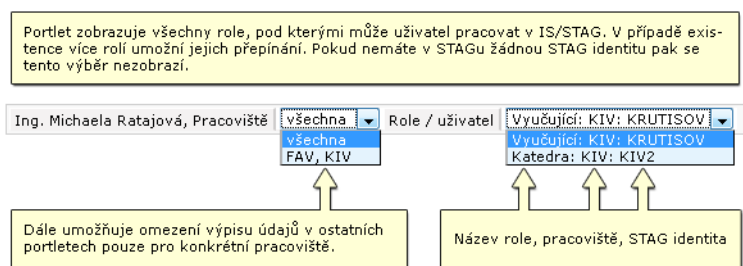 Portlet zobrazuje všechny role, pod kterými může uživatel pracovat v IS/STAG. V případě exis-
tence více rolí umožní jejich přepínání. Pokud nemáte v STAGu žádnou STAG identitu pak se
tento výběr nezobrazí.
Ing. Michaela Ratajová, Pracoviště všechna Role / uživatel Vyučující: KIV: KRUTISOV
všechna Vyučující: KIV: KRUTISOV
FAV, KIV Katedra: KIV: KIV2
Dále umožňuje omezení výpisu údajů v ostatních
portletech pouze pro konkrétní pracoviště.
Název role, pracoviště, STAG identita